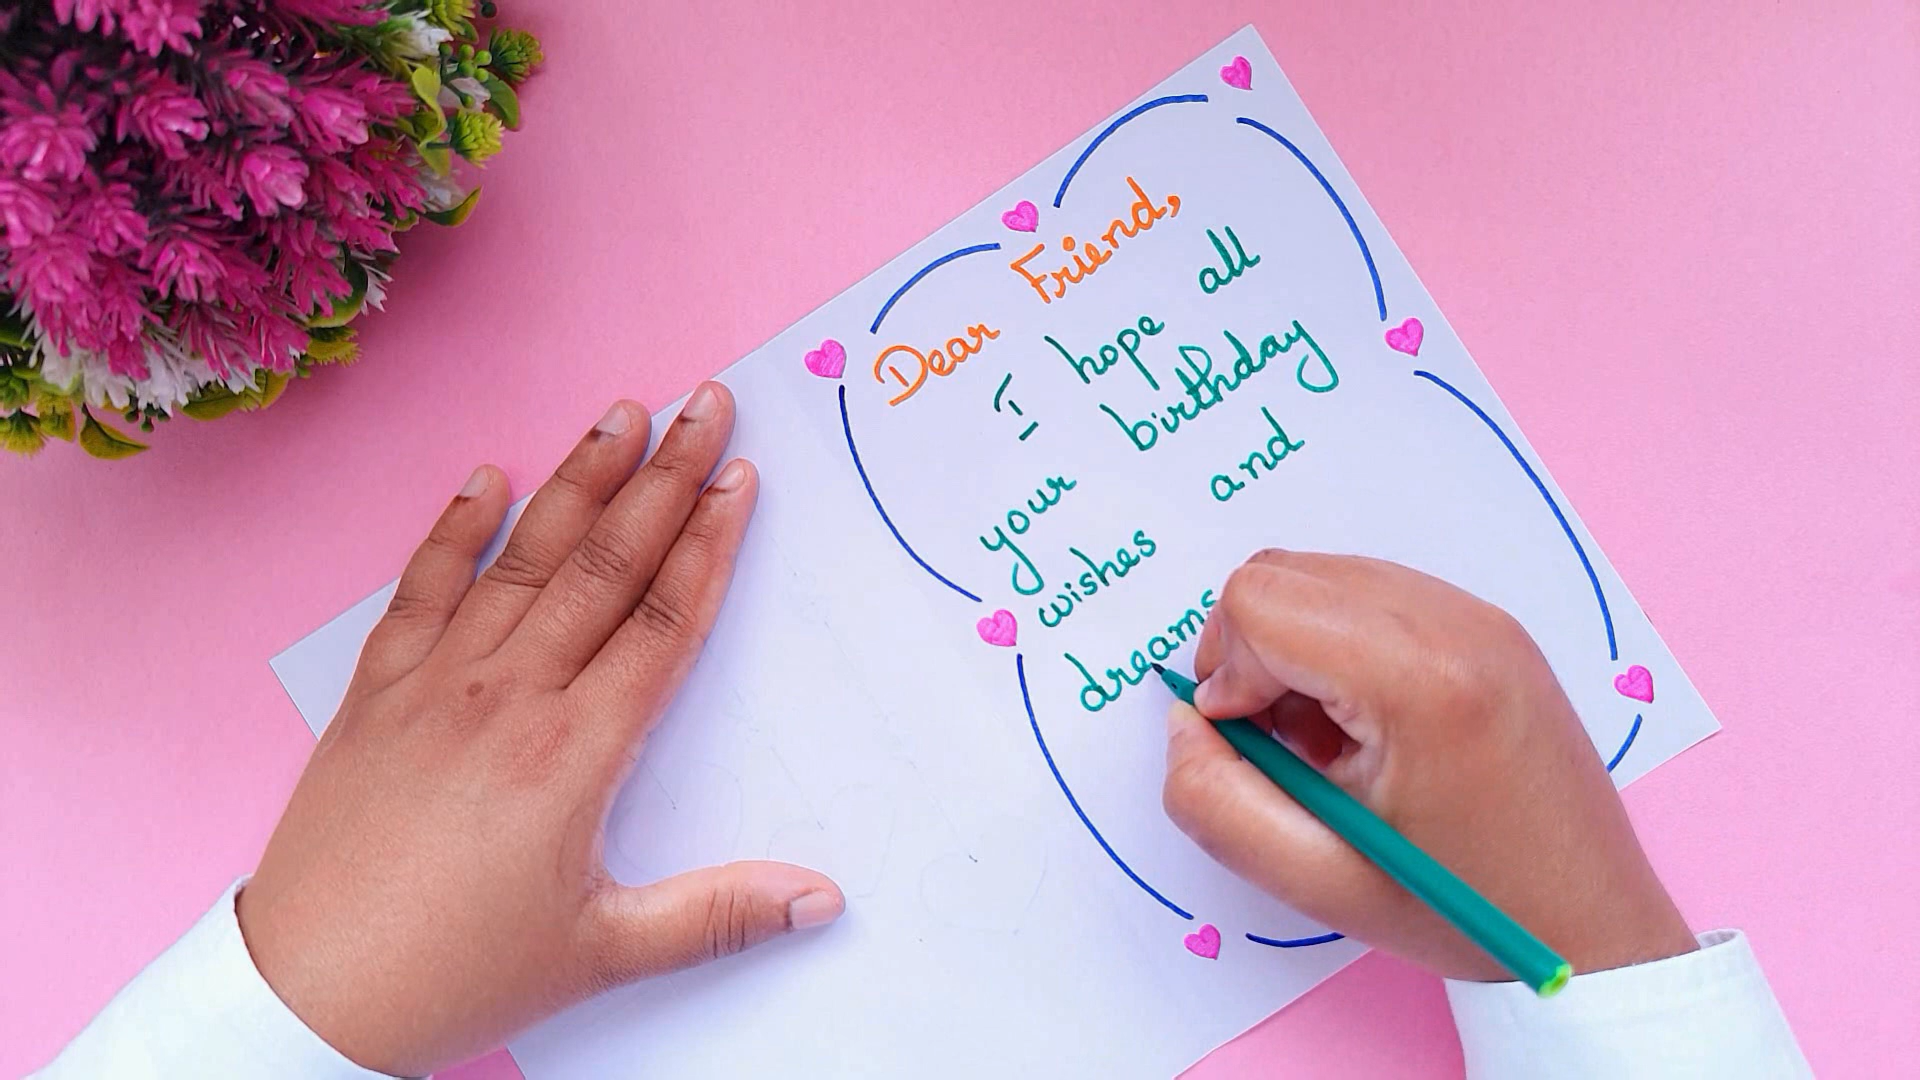 Dear Friend,
I hope all
your birthday
wishes and
dreams